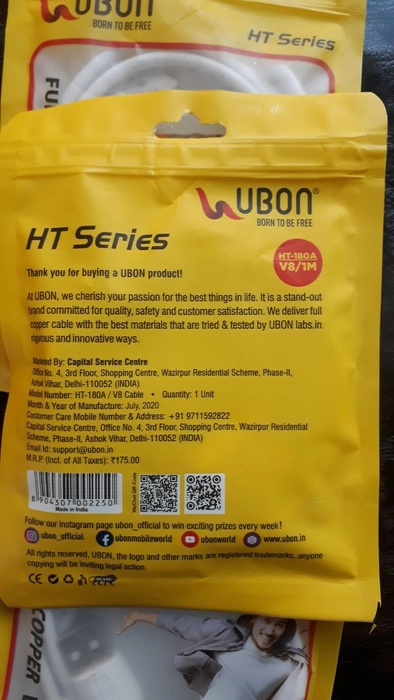 UBON
BORN TO BE FREE
HT Series
FU
UBON®
BORN TO BE FREE
HT Series
HT-180A
V8/1M
Thank you for buying a UBON product!
At UBON, we cherish your passion for the best things in life. It is a stand-out
brand committed for quality, safety and customer satisfaction. We deliver full
copper cable with the best materials that are tried & tested by UBON labs.in
rigrous and innovative ways.
Marketed By: Capital Service Centre
Office No. 4, 3rd Floor, Shopping Centre, Wazirpur Residential Scheme, Phase-II,
Ashok Vihar, Delhi-110052 (INDIA)
Model Number: HT-180A / V8 Cable • Quantity: 1 Unit
Month & Year of Manufacture: July, 2020
Customer Care Mobile Number & Address: +91 9711592822
Capital Service Centre, Office No. 4, 3rd Floor, Shopping Centre, Wazirpur Residential
Scheme, Phase-II, Ashok Vihar, Delhi-110052 (INDIA)
Email Id: support@ubon.in
M.R.P. (Incl. of All Taxes): ₹175.00
8 904307 002250
Made in India
WeChat QR Code
Follow our instagram page ubon_official to win exciting prizes every week!
ubon_official ubonmobileworld ubonworld www.ubon.in
All rights reserved, UBON, the logo and other marks are registered trademarks, anyone
copying will be inviting legal action.
CE
COPPER